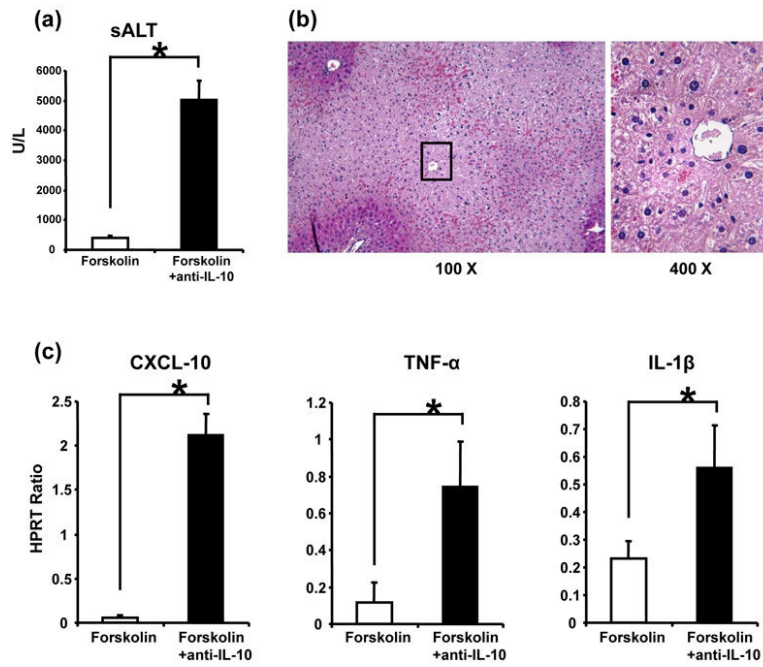 (a)
sALT
*
6000
5000
4000
3000
2000
1000
0
U/L
Forskolin
Forskolin
+anti-IL-10
(b)
100 X
400 X
(c)
CXCL-10
*
2.5
2
1.5
1
0.5
0
HPRT Ratio
Forskolin
Forskolin
+anti-IL-10
TNF-α
*
1.2
1
0.8
0.6
0.4
0.2
0
Forskolin
Forskolin
+anti-IL-10
IL-1β
*
0.8
0.7
0.6
0.5
0.4
0.3
0.2
0.1
0
Forskolin
Forskolin
+anti-IL-10